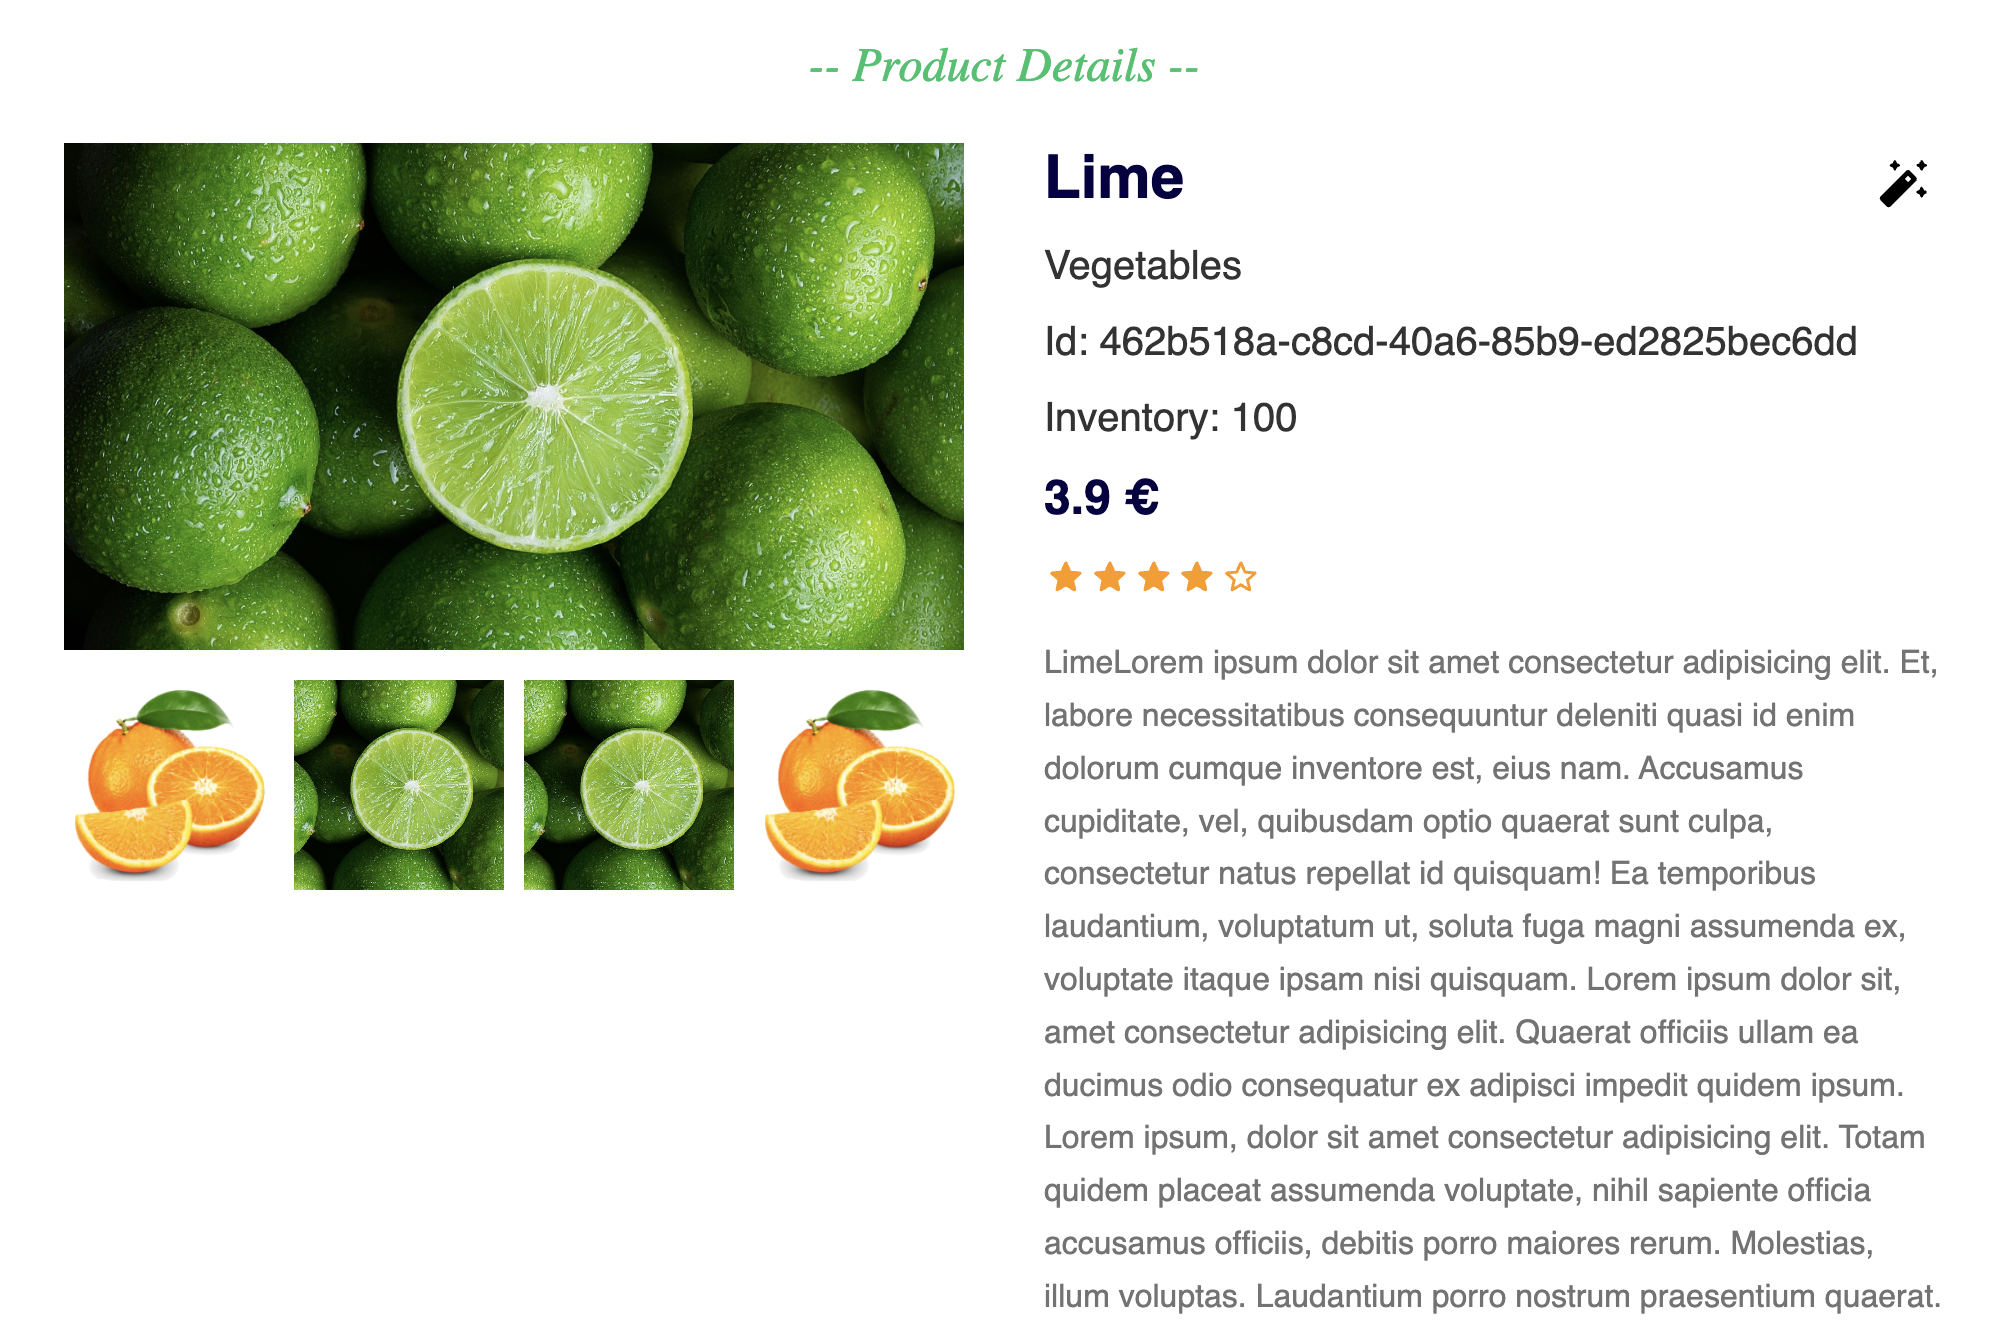 -- Product Details --
Lime
Vegetables
Id: 462b518a-c8cd-40a6-85b9-ed2825bec6dd
Inventory: 100
3.9 €
LimeLorem ipsum dolor sit amet consectetur adipisicing elit. Et,
labore necessitatibus consequuntur deleniti quasi id enim
dolorum cumque inventore est, eius nam. Accusamus
cupiditate, vel, quibusdam optio quaerat sunt culpa,
consectetur natus repellat id quisquam! Ea temporibus
laudantium, voluptatum ut, soluta fuga magni assumenda ex,
voluptate itaque ipsam nisi quisquam. Lorem ipsum dolor sit,
amet consectetur adipisicing elit. Quaerat officiis ullam ea
ducimus odio consequatur ex adipisci impedit quidem ipsum.
Lorem ipsum, dolor sit amet consectetur adipisicing elit. Totam
quidem placeat assumenda voluptate, nihil sapiente officia
accusamus officiis, debitis porro maiores rerum. Molestias,
illum voluptas. Laudantium porro nostrum praesentium quaerat.